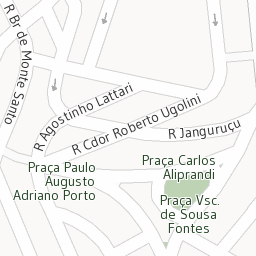 R Br de Monte Santo
R Agostinho Lattari
R Cdor Roberto Ugolini
R Janguruçu
Praça Paulo
Augusto
Adriano Porto
Praça Carlos
Aliprandi
Praça Vsc.
de Sousa
Fontes